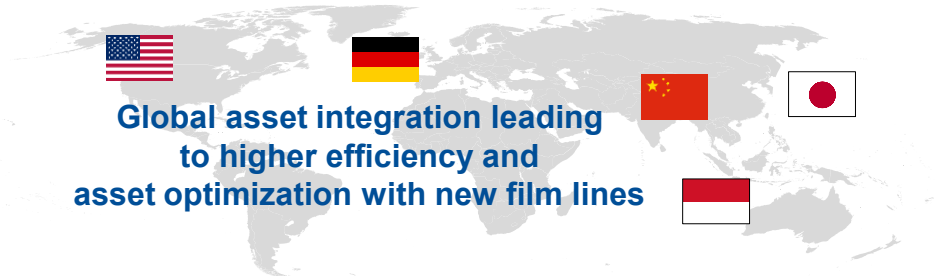 Global asset integration leading
to higher efficiency and
asset optimization with new film lines